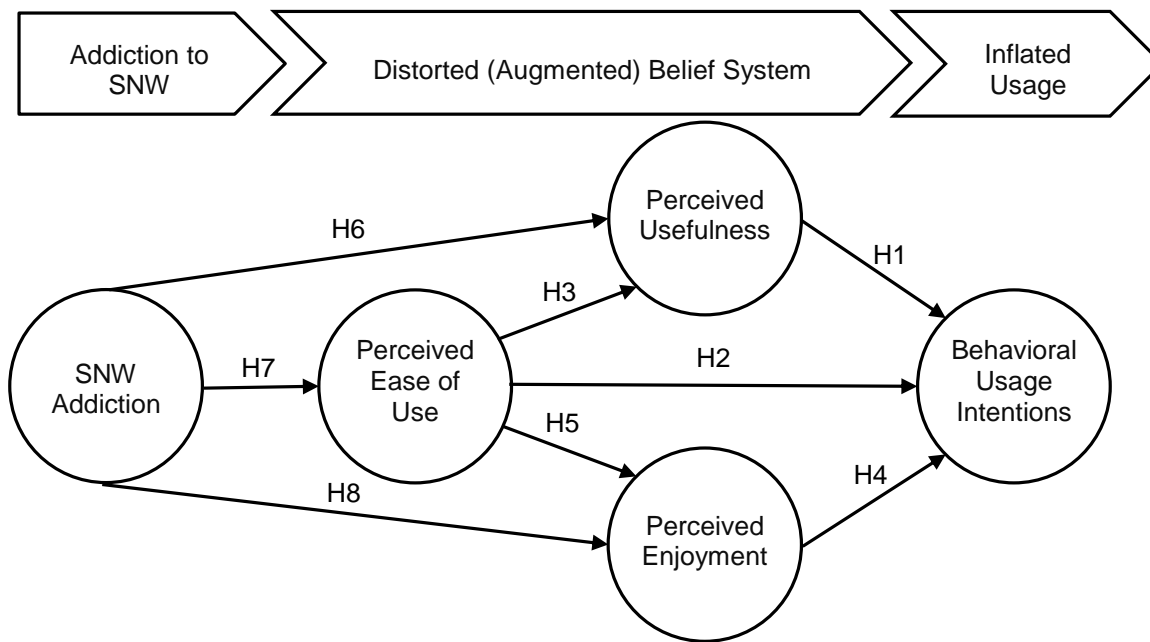 Addiction to
SNW
Distorted (Augmented) Belief System
Inflated
Usage
Perceived
Usefulness
H6
H1
H3
SNW
Addiction
H7
Perceived
Ease of
Use
H2
Behavioral
Usage
Intentions
H5
H8
H4
Perceived
Enjoyment